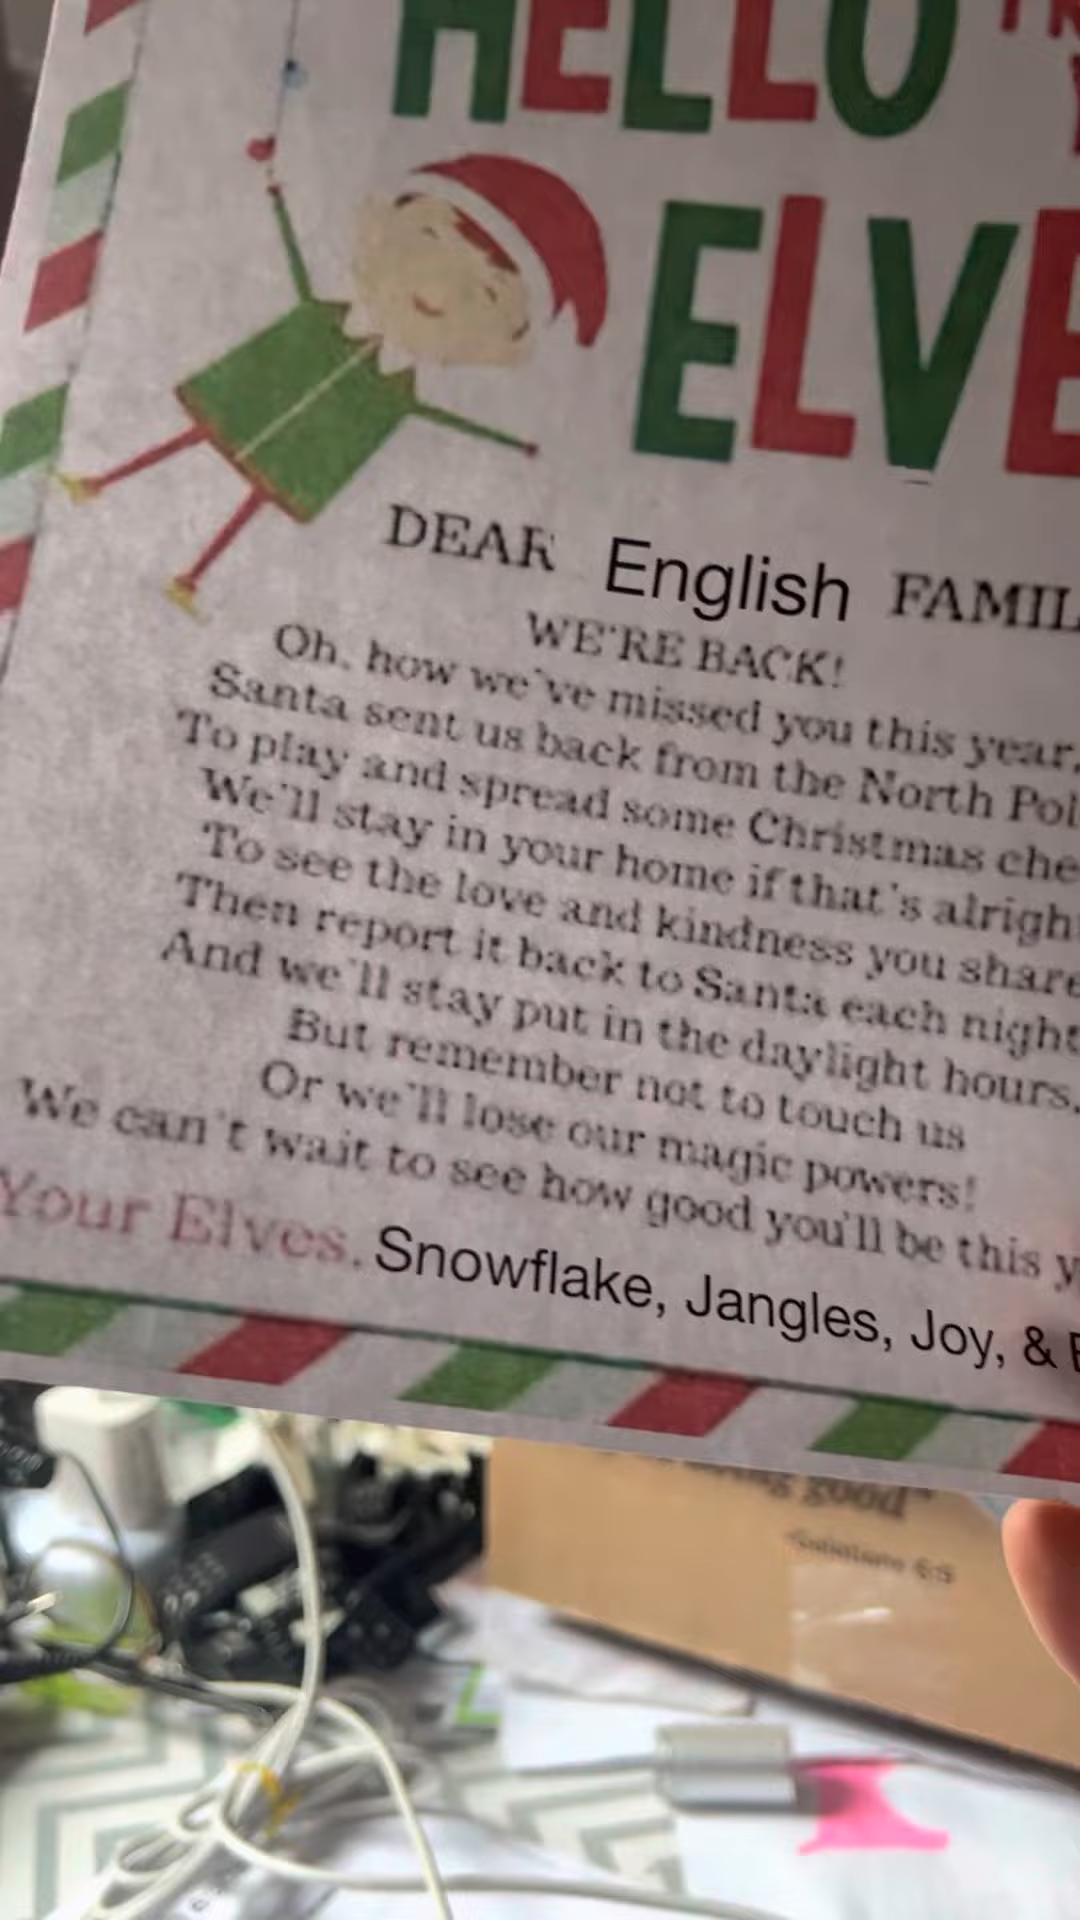 HELLO
ELVE
DEAR English FAMIL
WE'RE BACK!
Oh, how we've missed you this year,
Santa sent us back from the North Pol
To play and spread some Christmas che
We'll stay in your home if that's alright
To see the love and kindness you share
Then report it back to Santa each night
And we'll stay put in the daylight hours.
But remember not to touch us
Or we'll lose our magic powers!
We can't wait to see how good you'll be this y
Your Elves, Snowflake, Jangles, Joy, &
good"